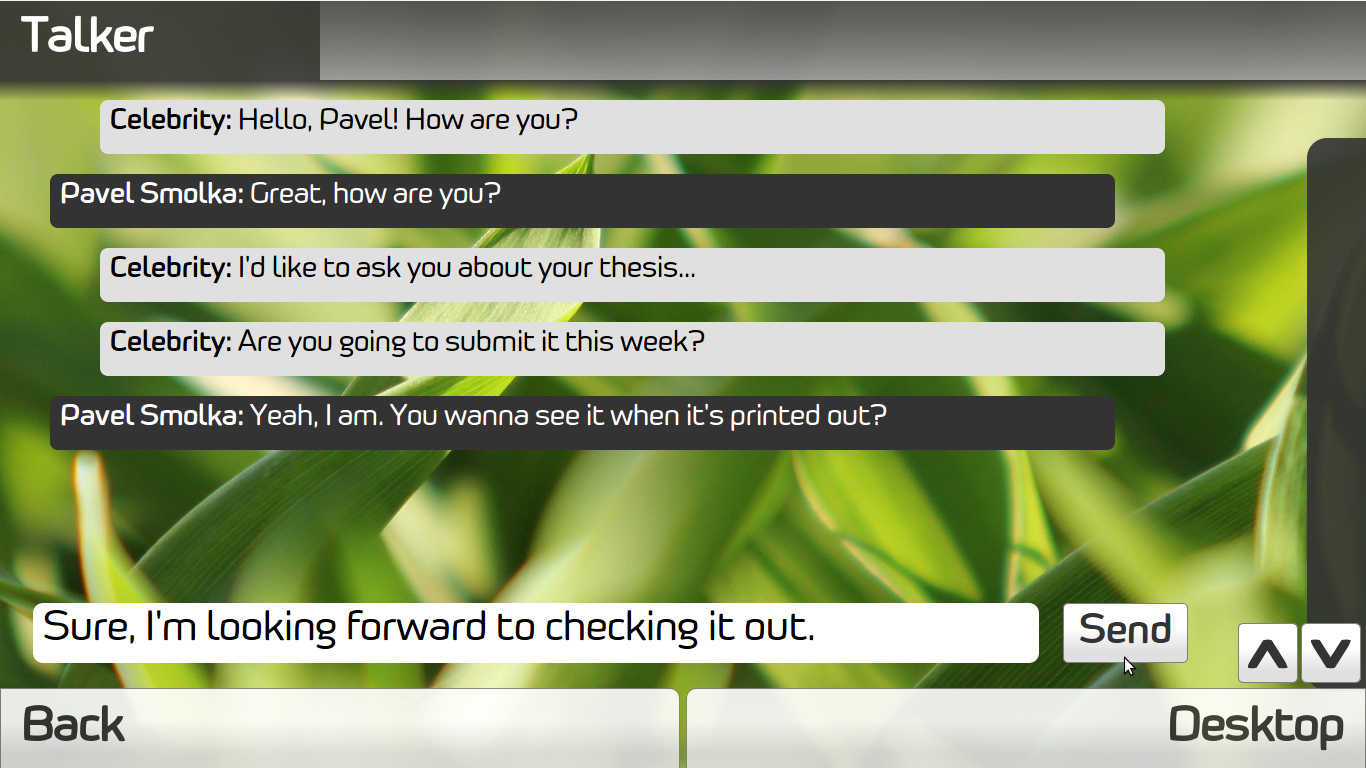 Talker
Celebrity: Hello, Pavel! How are you?
Pavel Smolka: Great, how are you?
Celebrity: I'd like to ask you about your thesis...
Celebrity: Are you going to submit it this week?
Pavel Smolka: Yeah, I am. You wanna see it when it's printed out?
Sure, I'm looking forward to checking it out.
Send
Back
Desktop